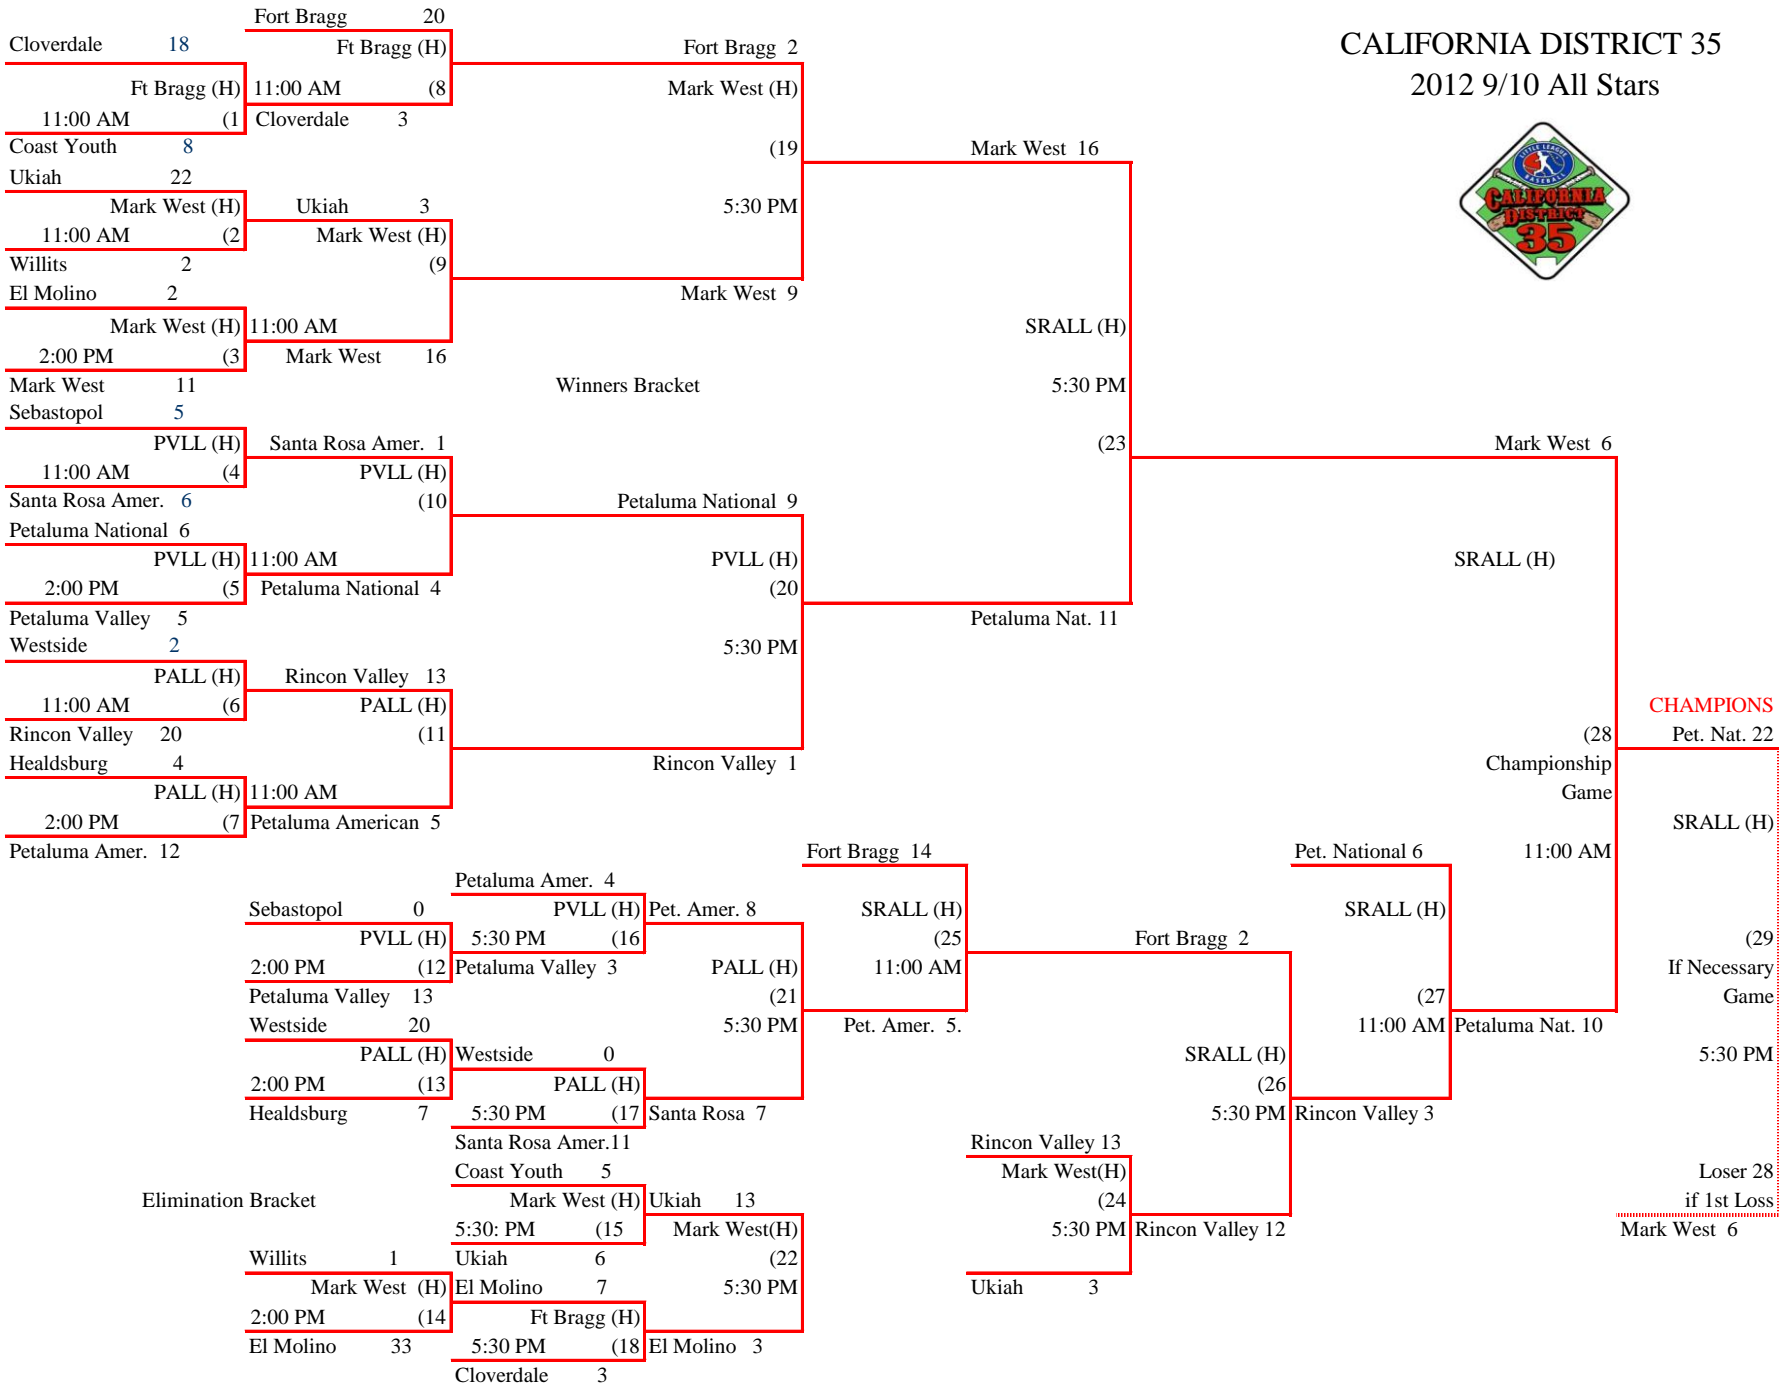 CALIFORNIA DISTRICT 35
2012 9/10 All Stars
LITTLE LEAGUE
BASEBALL
CALIFORNIA
DISTRICT
35
Fort Bragg 20
Cloverdale 18
Ft Bragg (H)
Fort Bragg 2
Ft Bragg (H)
11:00 AM (8
Mark West (H)
11:00 AM (1
Cloverdale 3
Coast Youth 8
(19
Mark West 16
Ukiah 22
Mark West (H)
Ukiah 3
5:30 PM
11:00 AM (2
Mark West (H)
Willits 2
(9
El Molino 2
Mark West 9
Mark West (H)
11:00 AM
SRALL (H)
2:00 PM (3
Mark West 16
Mark West 11
Winners Bracket
5:30 PM
Sebastopol 5
PVLL (H)
Santa Rosa Amer. 1
(23
Mark West 6
11:00 AM (4
PVLL (H)
Santa Rosa Amer. 6
(10
Petaluma National 9
Petaluma National 6
PVLL (H)
11:00 AM
PVLL (H)
SRALL (H)
2:00 PM (5
Petaluma National 4
(20
Petaluma Valley 5
Petaluma Nat. 11
Westside 2
5:30 PM
PALL (H)
Rincon Valley 13
11:00 AM (6
PALL (H)
CHAMPIONS
Rincon Valley 20
(11
(28
Pet. Nat. 22
Healdsburg 4
Rincon Valley 1
Championship
PALL (H)
11:00 AM
Game
2:00 PM (7
Petaluma American 5
SRALL (H)
Petaluma Amer. 12
Fort Bragg 14
Pet. National 6
11:00 AM
Petaluma Amer. 4
Sebastopol 0
PVLL (H)
Pet. Amer. 8
SRALL (H)
SRALL (H)
PVLL (H)
5:30 PM (16
(25
Fort Bragg 2
(29
2:00 PM (12
Petaluma Valley 3
PALL (H)
11:00 AM
If Necessary
Petaluma Valley 13
(21
(27
Game
Westside 20
5:30 PM
Pet. Amer. 5.
11:00 AM
Petaluma Nat. 10
PALL (H)
Westside 0
SRALL (H)
5:30 PM
2:00 PM (13
PALL (H)
(26
Healdsburg 7
5:30 PM (17
Santa Rosa 7
5:30 PM
Rincon Valley 3
Santa Rosa Amer.11
Rincon Valley 13
Coast Youth 5
Mark West(H)
Loser 28
Elimination Bracket
Mark West (H)
Ukiah 13
(24
if 1st Loss
5:30: PM (15
Mark West(H)
5:30 PM
Rincon Valley 12
Mark West 6
Willits 1
Ukiah 6
(22
Mark West (H)
El Molino 7
5:30 PM
Ukiah 3
2:00 PM (14
Ft Bragg (H)
El Molino 33
5:30 PM (18
El Molino 3
Cloverdale 3